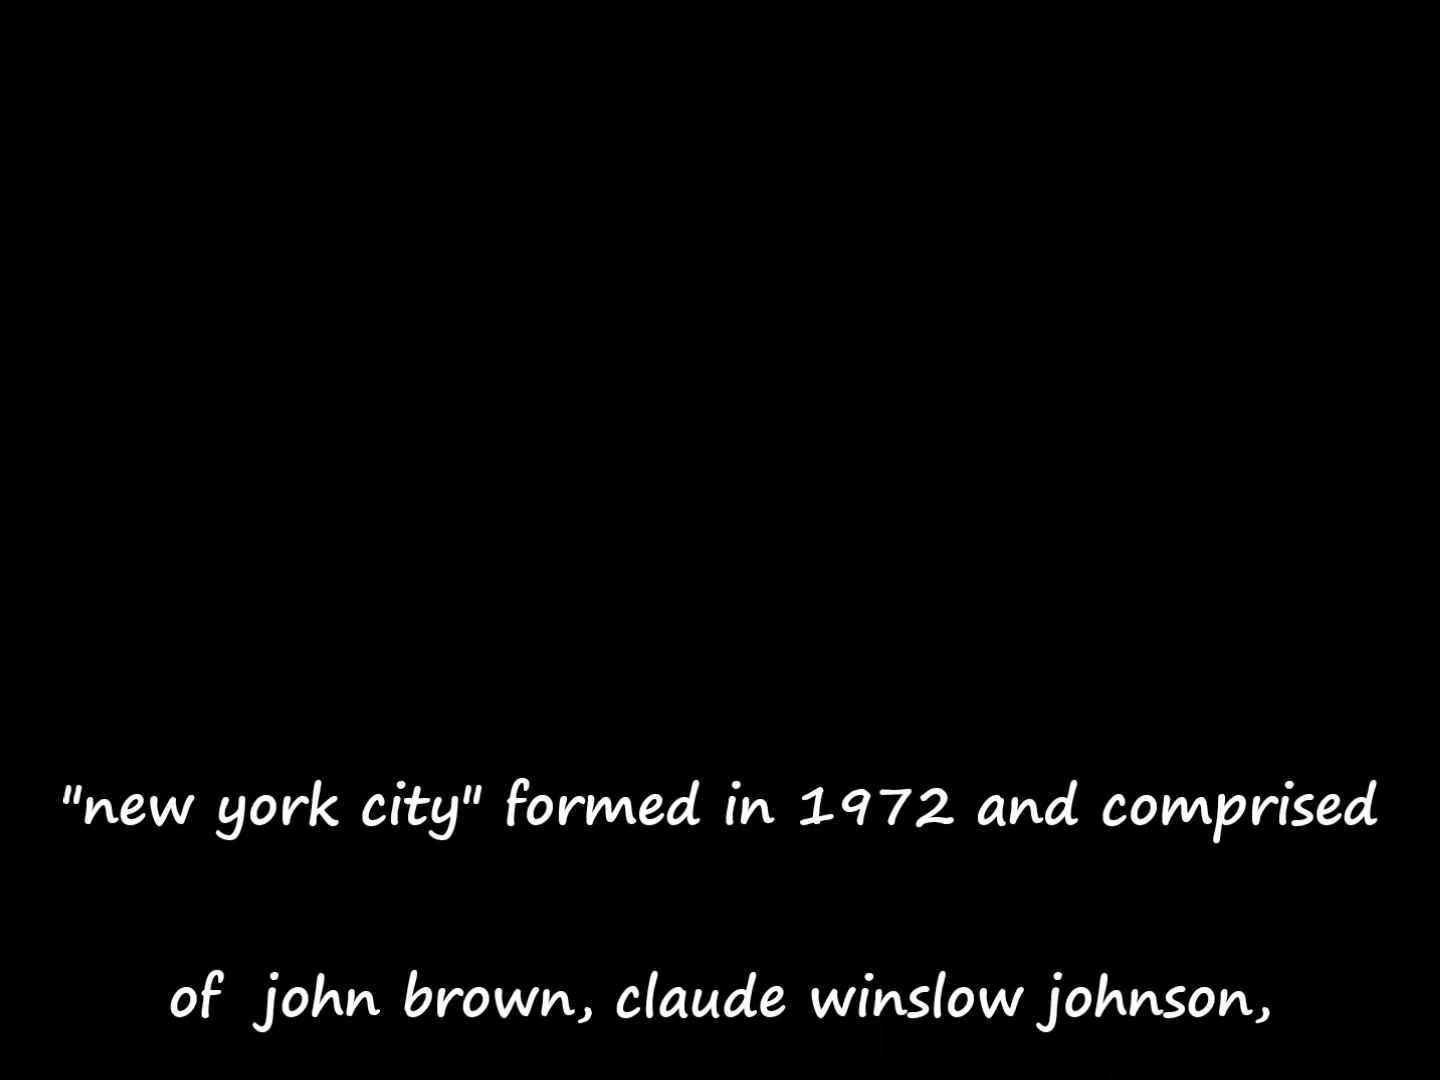 "new york city" formed in 1972 and comprised
of john brown, claude winslow johnson,